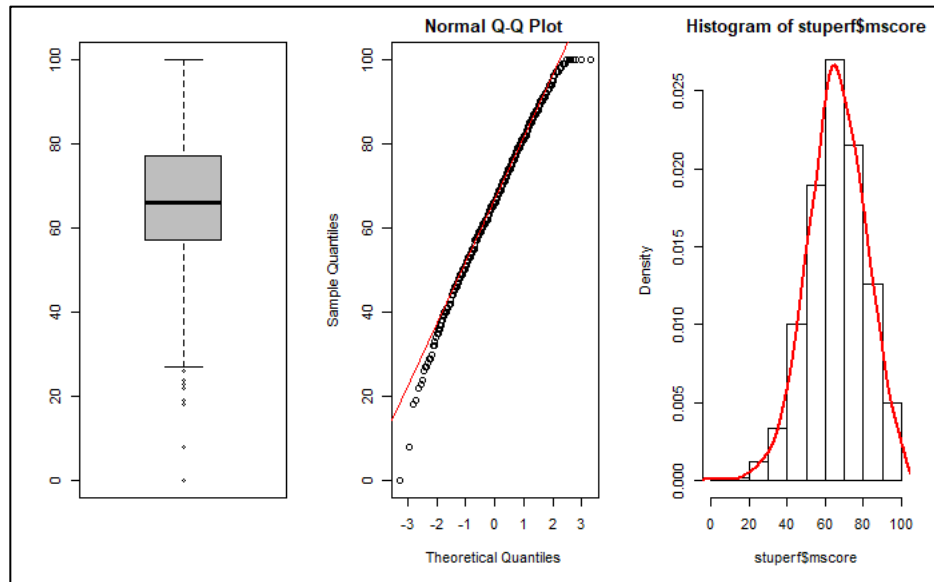 0 20 40 60 80 100
Normal Q-Q Plot
Sample Quantiles
0 20 40 60 80 100
-3 -2 -1 0 1 2 3
Theoretical Quantiles
Histogram of stuperf$mscore
Density
0.000 0.005 0.010 0.015 0.020 0.025
0 20 40 60 80 100
stuperf$mscore